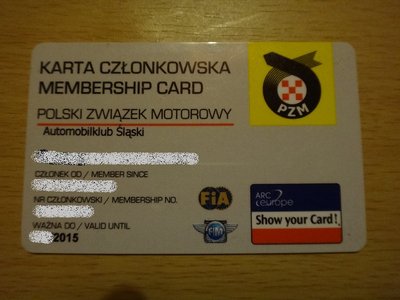 KARTA CZŁONKOWSKA
MEMBERSHIP CARD
POLSKI ZWIĄZEK MOTOROWY
Automobilklub Śląski
PZM
CZŁONEK OD / MEMBER SINCE
NR CZŁONKOWSKI / MEMBERSHIP NO.
WAŻNA DO / VALID UNTIL
2015
FiA
ARC
europe
Show your Card!